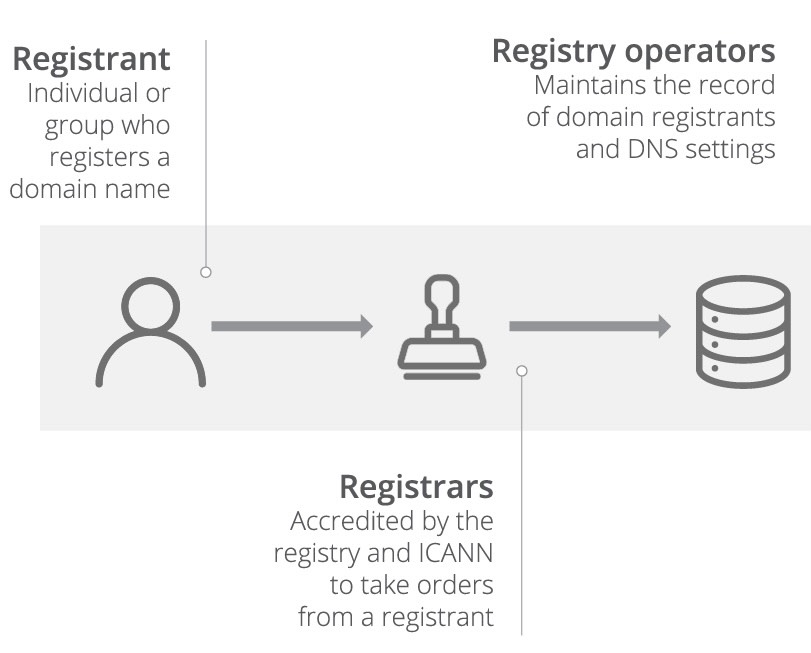 Registrant
Individual or
group who
registers a
domain name
Registry operators
Maintains the record
of domain registrants
and DNS settings
Registrars
Accredited by the
registry and ICANN
to take orders
from a registrant